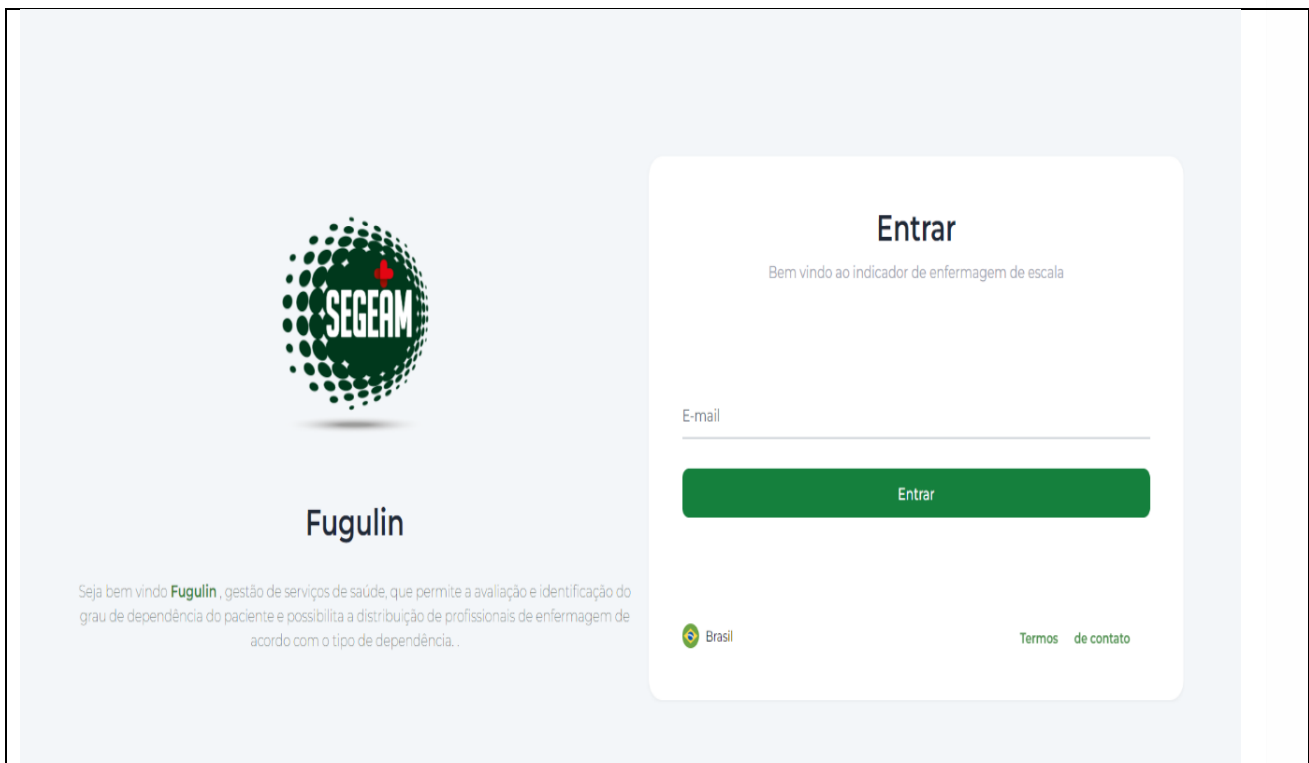 SEGEAM
Fugulin
Seja bem vindo Fugulin , gestão de serviços de saúde, que permite a avaliação e identificação do
grau de dependência do paciente e possibilita a distribuição de profissionais de enfermagem de
acordo com o tipo de dependência. .
Entrar
Bem vindo ao indicador de enfermagem de escala
E-mail
Entrar
Brasil
Termos de contato